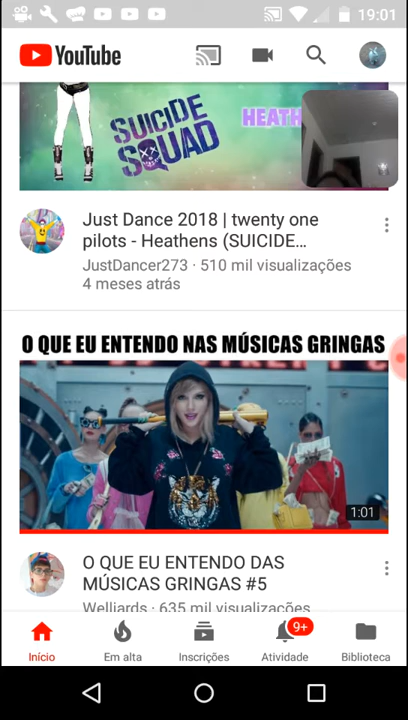 19:01
YouTube
SUICIDE
SQUAD
HEATH
Just Dance 2018 | twenty one
pilots - Heathens (SUICIDE...
JustDancer273 · 510 mil visualizações
4 meses atrás
O QUE EU ENTENDO NAS MÚSICAS GRINGAS
1:01
O QUE EU ENTENDO DAS
MÚSICAS GRINGAS #5
Welliards · 635 mil visualizações
9+
Início
Em alta
Inscrições
Atividade
Biblioteca